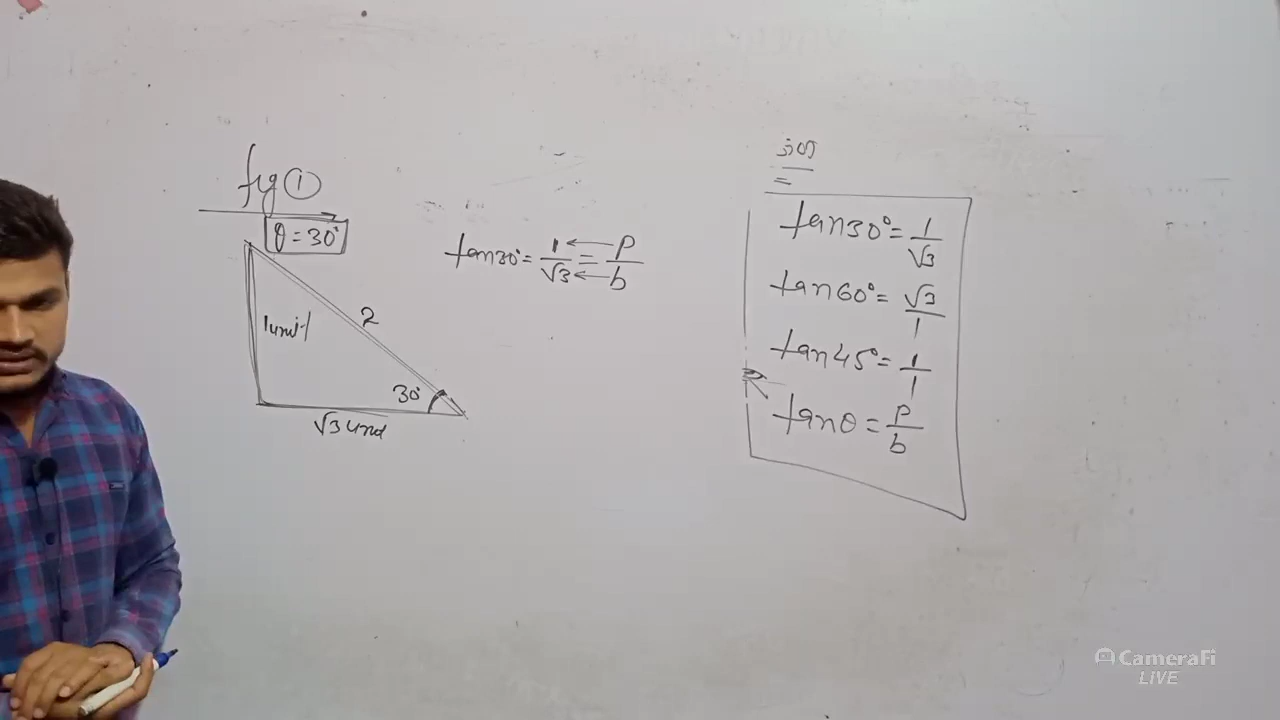 fig ①
θ = 30°
1 unit
2
30°
√3 unit
tan30° = 1/√3 = P/b
tan30° = 1/√3
tan60° = √3/1
tan45° = 1/1
tanθ = P/b
CameraFi
LIVE